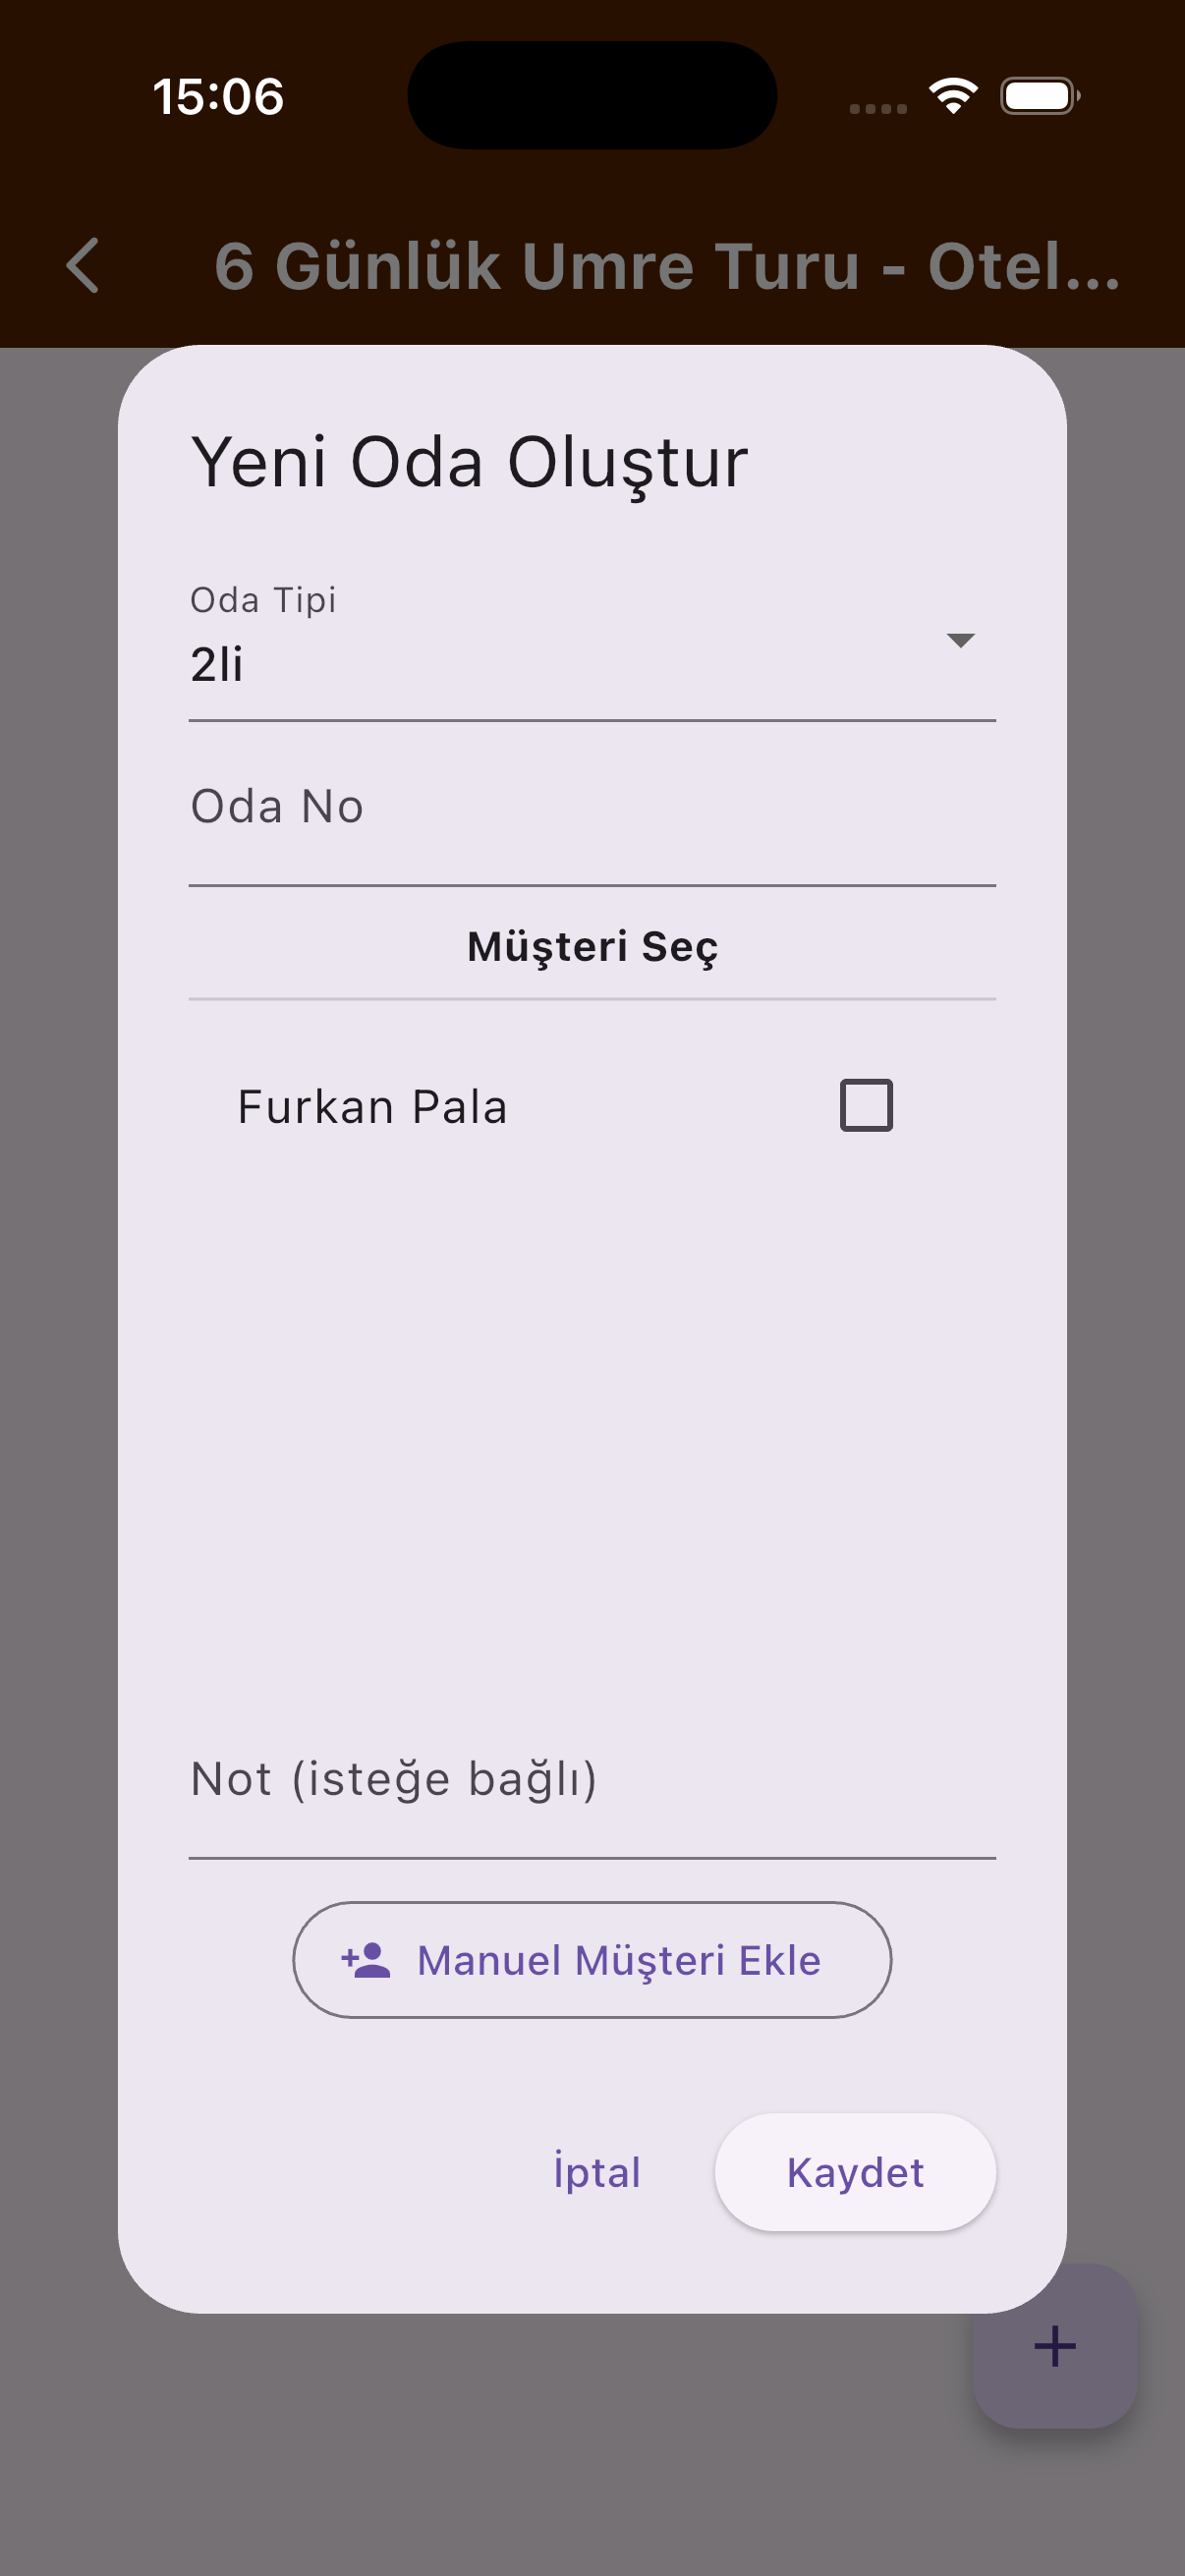 15:06
6 Günlük Umre Turu - Otel...
Yeni Oda Oluştur
Oda Tipi
2li
Oda No
Müşteri Seç
Furkan Pala
Not (isteğe bağlı)
Manuel Müşteri Ekle
İptal
Kaydet